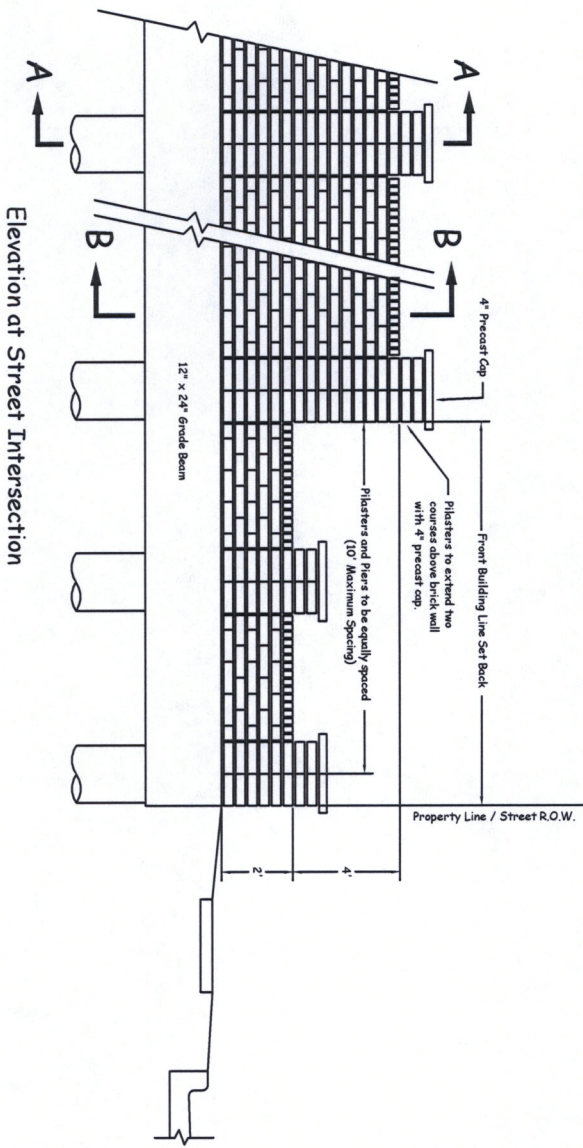 A
A
B
B
4" Precast Cap
Front Building Line Set Back
Pilasters to extend two
courses above brick wall
with 4" precast cap.
Pilasters and Piers to be equally spaced
(10' Maximum Spacing)
Property Line / Street R.O.W.
4'
2'
12" x 24" Grade Beam
Elevation at Street Intersection